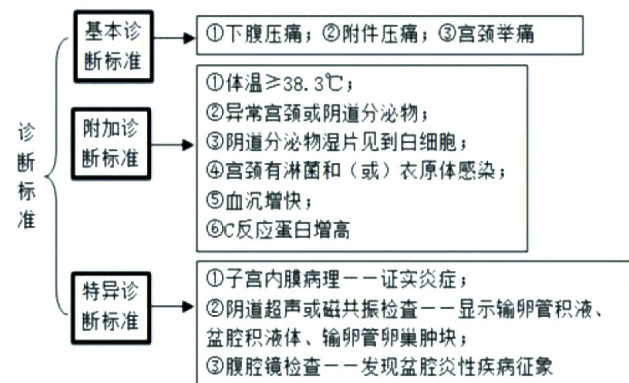 诊断标准
基本诊
断标准
①下腹压痛；②附件压痛；③宫颈举痛
附加诊
断标准
①体温≥38.3℃；
②异常宫颈或阴道分泌物；
③阴道分泌物湿片见到白细胞；
④宫颈有淋菌和（或）衣原体感染；
⑤血沉增快；
⑥C反应蛋白增高
特异诊
断标准
①子宫内膜病理——证实炎症；
②阴道超声或磁共振检查——显示输卵管积液、
盆腔积液体、输卵管卵巢肿块；
③腹腔镜检查——发现盆腔炎性疾病征象